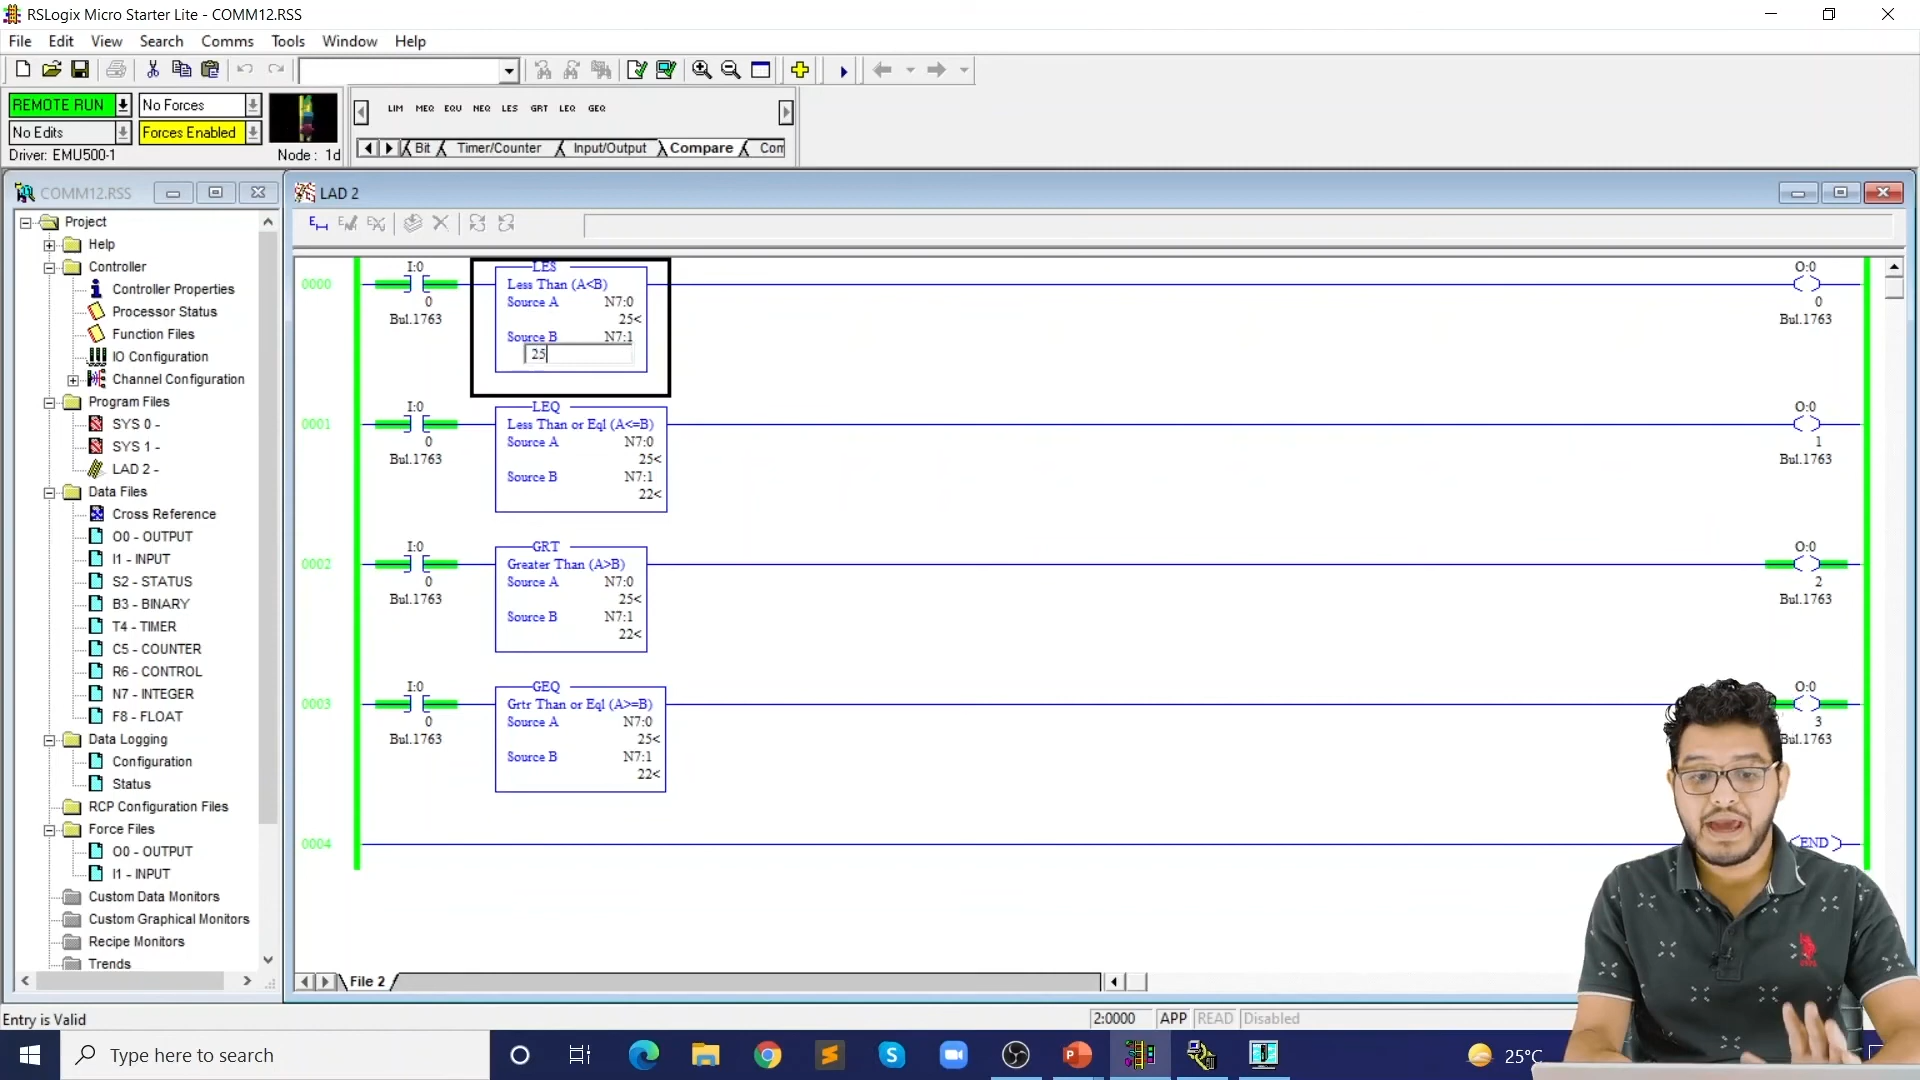 RSLogix Micro Starter Lite - COMM12.RSS
File Edit View Search Comms Tools Window Help
REMOTE RUN No Forces
No Edits Forces Enabled
Driver: EMU500-1 Node : 1d
LIM MEQ EQU NEQ LES GRT LEQ GEQ
Bit Timer/Counter Input/Output Compare Com
COMM12.RSS
Project
Help
Controller
Controller Properties
Processor Status
Function Files
IO Configuration
Channel Configuration
Program Files
SYS 0 -
SYS 1 -
LAD 2 -
Data Files
Cross Reference
O0 - OUTPUT
I1 - INPUT
S2 - STATUS
B3 - BINARY
T4 - TIMER
C5 - COUNTER
R6 - CONTROL
N7 - INTEGER
F8 - FLOAT
Data Logging
Configuration
Status
RCP Configuration Files
Force Files
O0 - OUTPUT
I1 - INPUT
Custom Data Monitors
Custom Graphical Monitors
Recipe Monitors
Trends
LAD 2
0000
I:0
0
Bul.1763
LES
Less Than (A<B)
Source A N7:0
25<
Source B N7:1
25
O:0
0
Bul.1763
0001
I:0
0
Bul.1763
LEQ
Less Than or Eql (A<=B)
Source A N7:0
25<
Source B N7:1
22<
O:0
1
Bul.1763
0002
I:0
0
Bul.1763
GRT
Greater Than (A>B)
Source A N7:0
25<
Source B N7:1
22<
O:0
2
Bul.1763
0003
I:0
0
Bul.1763
GEQ
Grtr Than or Eql (A>=B)
Source A N7:0
25<
Source B N7:1
22<
O:0
3
Bul.1763
0004
END
File 2
Entry is Valid
2:0000 APP READ Disabled
Type here to search
25°C